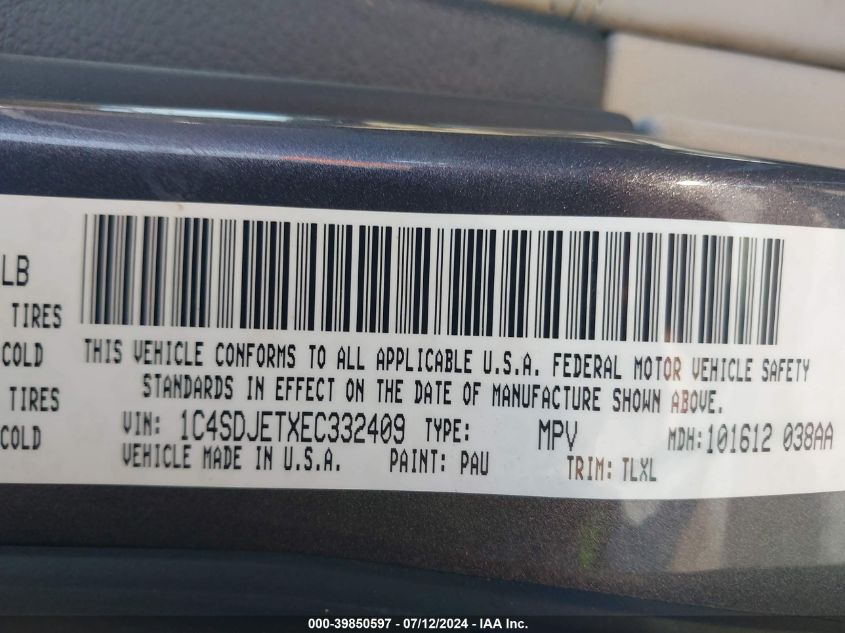 LB
TIRES
COLD
TIRES
COLD
THIS VEHICLE CONFORMS TO ALL APPLICABLE U.S.A. FEDERAL MOTOR VEHICLE SAFETY
STANDARDS IN EFFECT ON THE DATE OF MANUFACTURE SHOWN ABOVE.
VIN: 1C4SDJETXEC332409 TYPE: MPV MDH:101612 038AA
VEHICLE MADE IN U.S.A. PAINT: PAU TRIM: TLXL
000-39850597 - 07/12/2024 - IAA Inc.